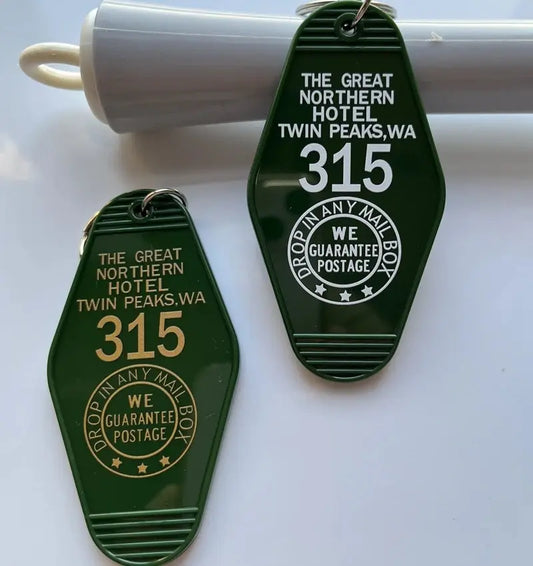 THE GREAT
NORTHERN
HOTEL
TWIN PEAKS,WA
315
DROP IN ANY MAIL BOX
WE
GUARANTEE
POSTAGE
THE GREAT
NORTHERN
HOTEL
TWIN PEAKS.WA
315
DROP IN ANY MAIL BOX
WE
GUARANTEE
POSTAGE